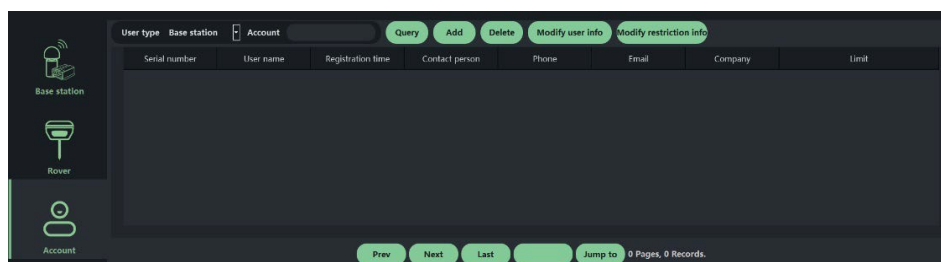 User type Base station Account Query Add Delete Modify user info Modify restriction info
Serial number User name Registration time Contact person Phone Email Company Limit
Base station
Rover
Account
Prev Next Last Jump to 0 Pages, 0 Records.